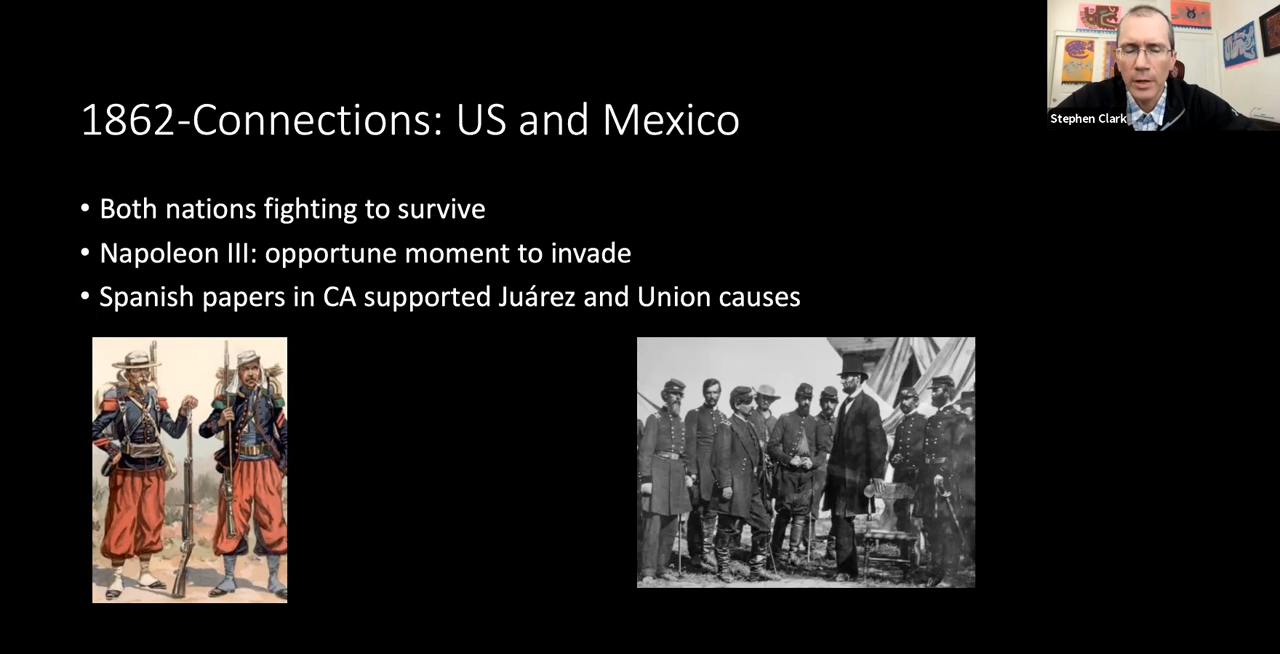 1862-Connections: US and Mexico
• Both nations fighting to survive
• Napoleon III: opportune moment to invade
• Spanish papers in CA supported Juárez and Union causes
Stephen Clark